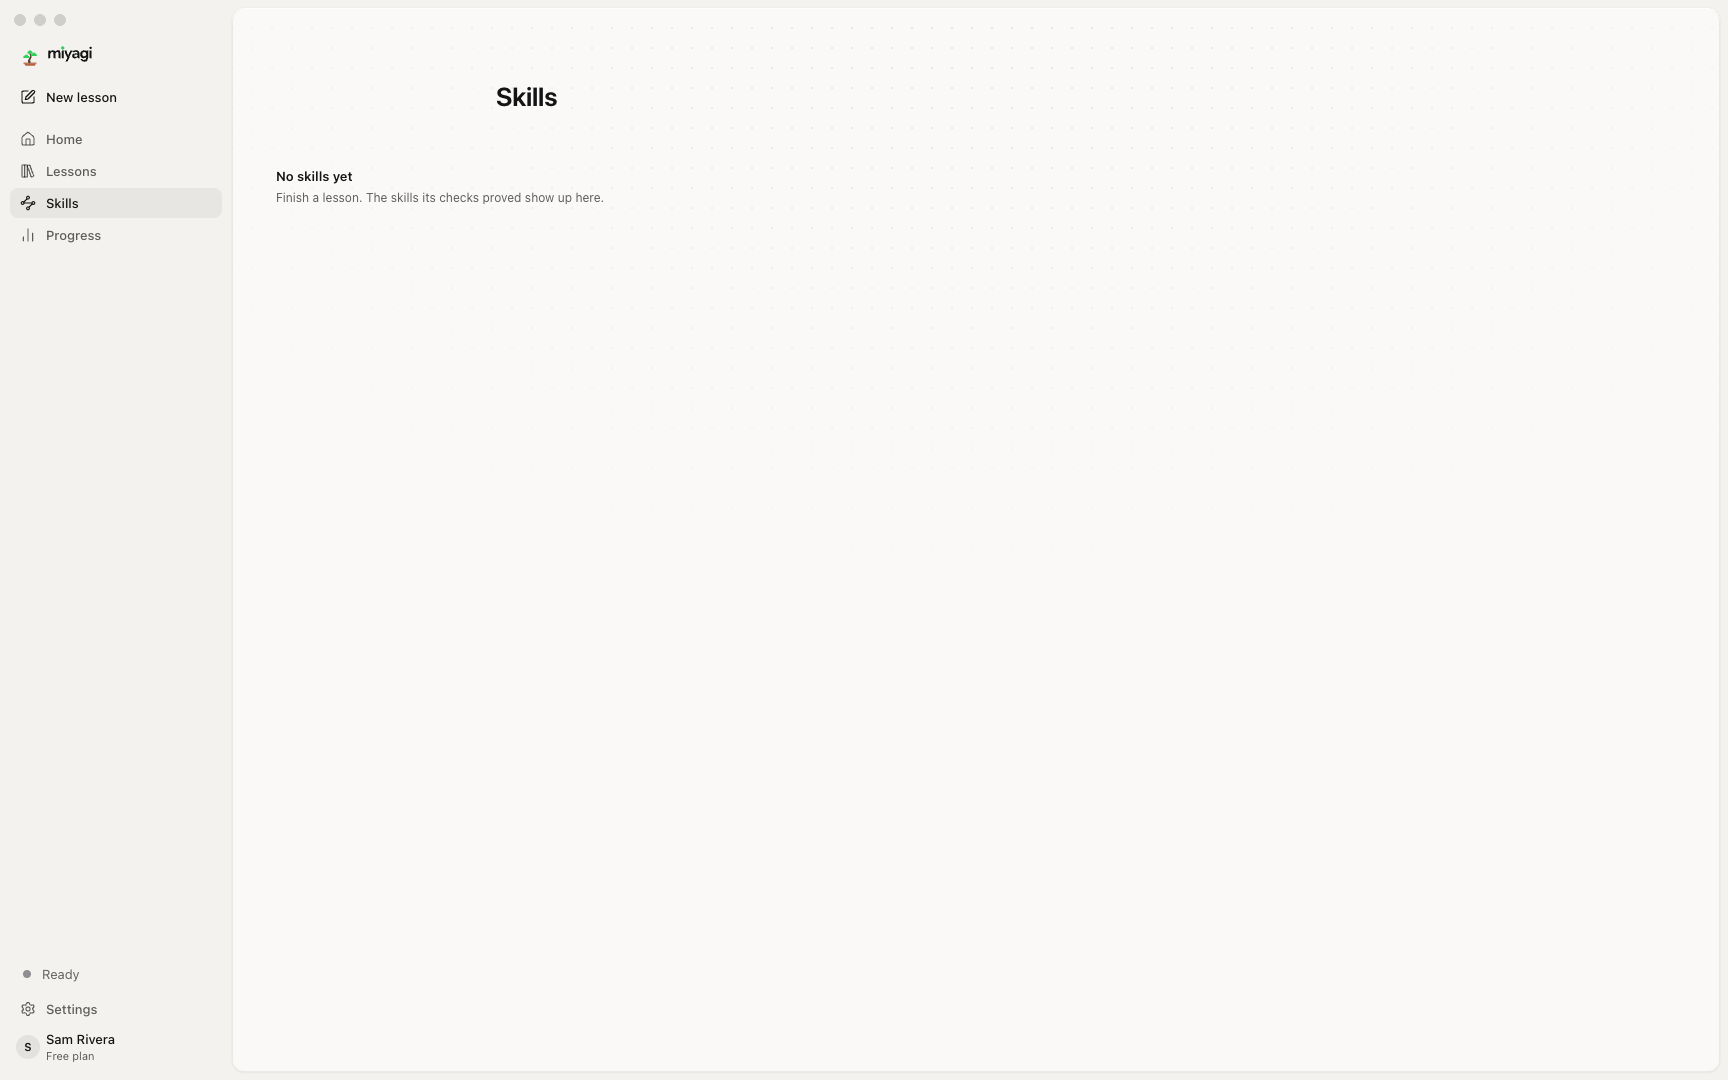 miyagi
New lesson
Home
Lessons
Skills
Progress
Skills
No skills yet
Finish a lesson. The skills its checks proved show up here.
Ready
Settings
S
Sam Rivera
Free plan